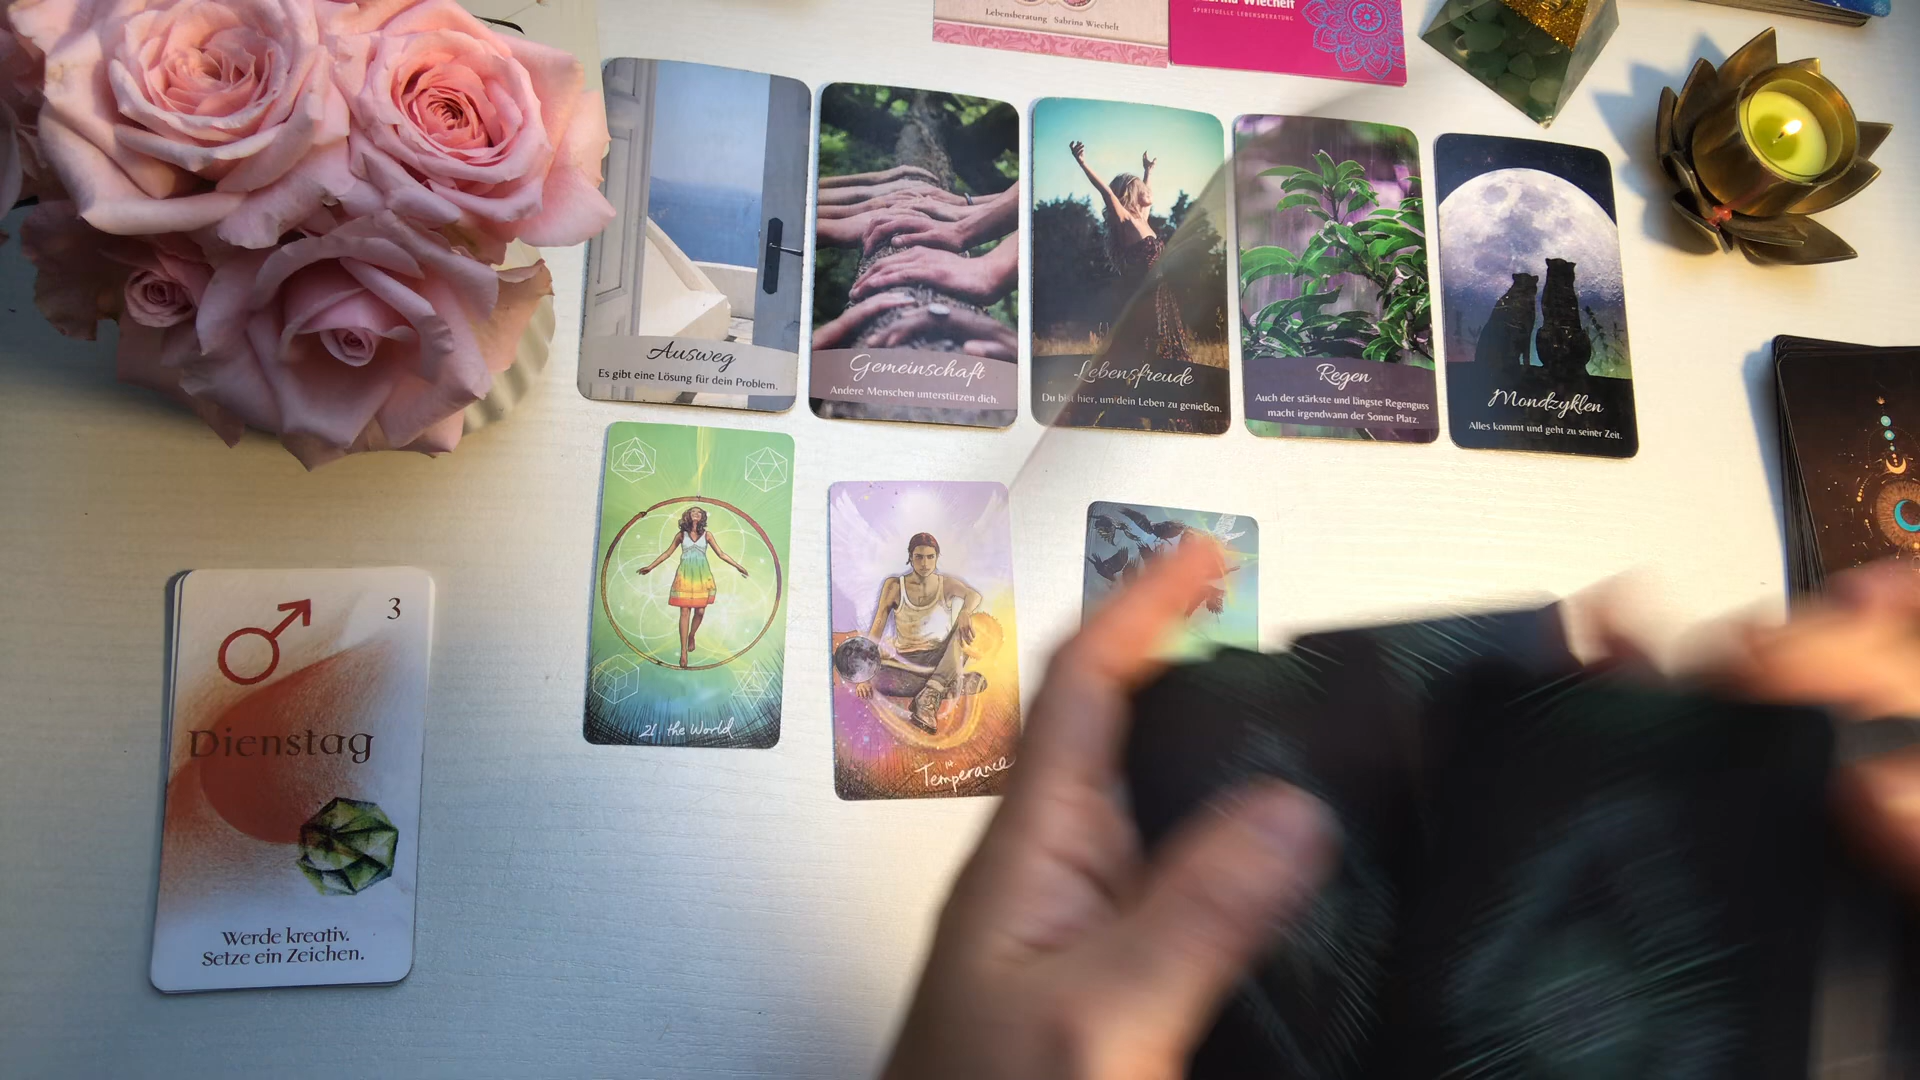 Lebensberatung Sabrina Wiechelt
Sabrina Wiechelt
SPIRITUELLE LEBENSBERATUNG
Ausweg
Es gibt eine Lösung für dein Problem.
Gemeinschaft
Andere Menschen unterstützen dich.
Lebensfreude
Du bist hier, um dein Leben zu genießen.
Regen
Auch der stärkste und längste Regenguss
macht irgendwann der Sonne Platz.
Mondzyklen
Alles kommt und geht zu seiner Zeit.
21 the World
14
Temperance
3
Dienstag
Werde kreativ.
Setze ein Zeichen.